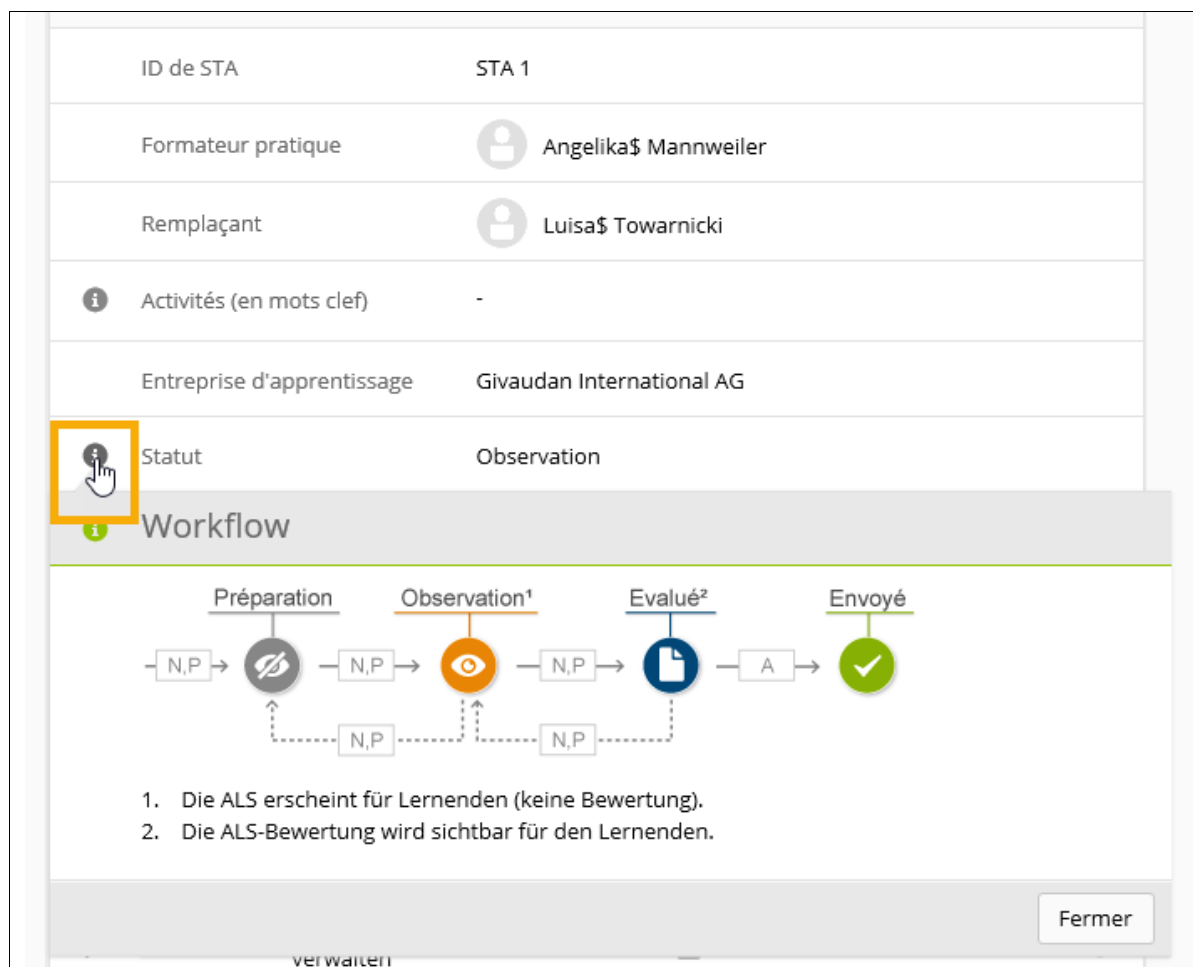 ID de STA STA 1
Formateur pratique Angelika$ Mannweiler
Remplaçant Luisa$ Towarnicki
Activités (en mots clef) -
Entreprise d'apprentissage Givaudan International AG
Statut Observation
Workflow
Préparation Observation¹ Evalué² Envoyé
N,P N,P N,P A
N,P N,P
1. Die ALS erscheint für Lernenden (keine Bewertung).
2. Die ALS-Bewertung wird sichtbar für den Lernenden.
Fermer
verwalten